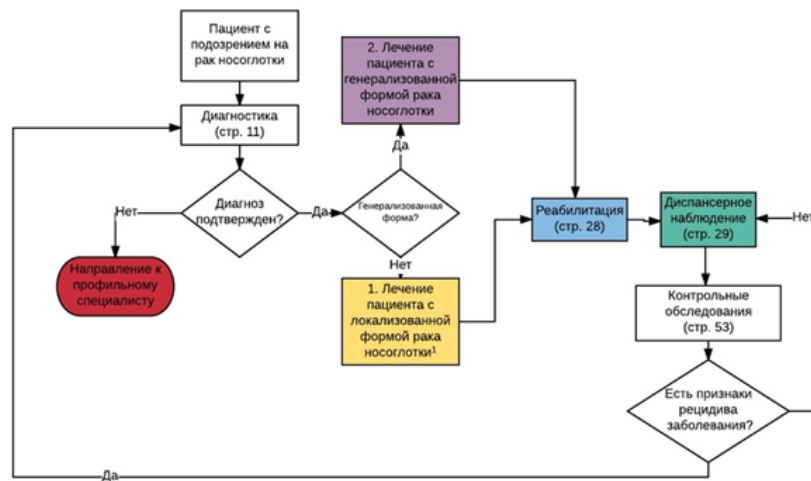 Пациент с
подозрением на
рак носоглотки
Диагностика
(стр. 11)
Диагноз
подтвержден?
Нет
Направление к
профильному
специалисту
Да
Генерализованная
форма?
Да
2. Лечение
пациента с
генерализованной
формой рака
носоглотки
Нет
1. Лечение
пациента с
локализованной
формой рака
носоглотки¹
Реабилитация
(стр. 28)
Диспансерное
наблюдение
(стр. 29)
Контрольные
обследования
(стр. 53)
Есть признаки
рецидива
заболевания?
Нет
Да